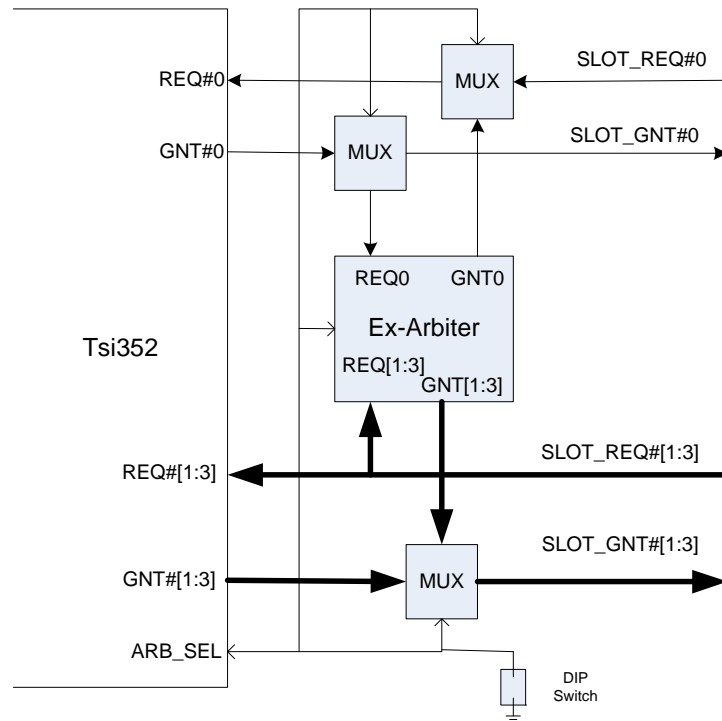 REQ#0
MUX
SLOT_REQ#0
GNT#0
MUX
SLOT_GNT#0
REQ0
GNT0
Ex-Arbiter
Tsi352
REQ[1:3]
GNT[1:3]
REQ#[1:3]
SLOT_REQ#[1:3]
GNT#[1:3]
MUX
SLOT_GNT#[1:3]
ARB_SEL
DIP
Switch